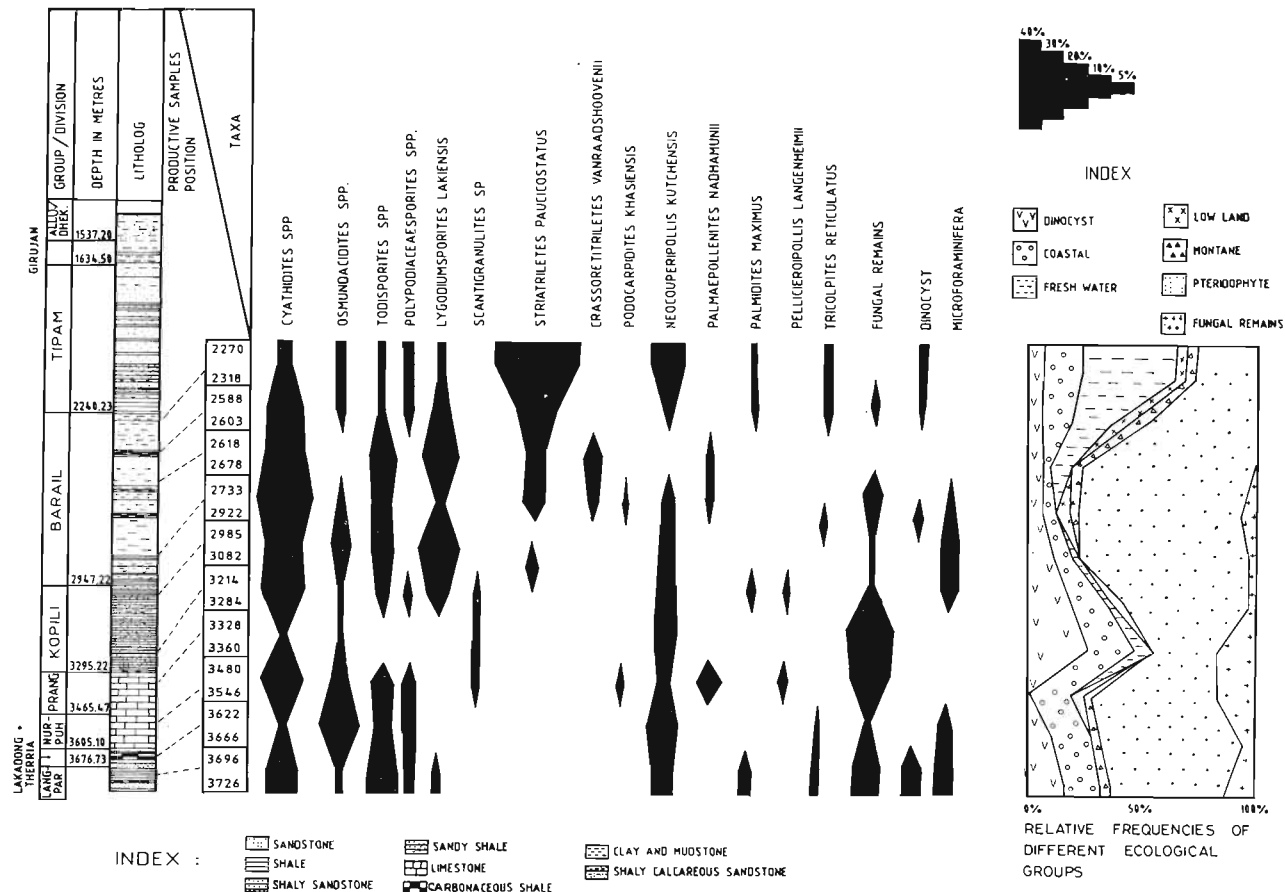 GROUP/DIVISION
DEPTH IN METRES
LITHOLOG
PRODUCTIVE SAMPLES
POSITION
TAXA
GIRUJAN
ALLU/
DHEK.
TIPAM
BARAIL
KOPILI
PRANG
NUR-
PUH
LAKADONG +
THERRIA
LANG-
PAR
1537.20
1634.50
2240.23
2947.22
3295.22
3465.47
3605.10
3676.73
2270
2318
2588
2603
2618
2678
2733
2922
2985
3082
3214
3284
3328
3360
3480
3546
3622
3666
3696
3726
CYATHIDITES SPP
OSMUNDACIDITES SPP.
TODISPORITES SPP
POLYPODIACEAESPORITES SPP.
LYGODIUMSPORITES LAKIENSIS
SCANTIGRANULITES SP
STRIATRILETES PAUCICOSTATUS
CRASSORETITRILETES VANRAADSHOOVENII
PODOCARPIDITES KHASIENSIS
NEOCOUPERIPOLLIS KUTCHENSIS
PALMAEPOLLENITES NADHAMUNII
PALMIDITES MAXIMUS
PELLICIEROIPOLLIS LANGENHEIMII
TRICOLPITES RETICULATUS
FUNGAL REMAINS
DINOCYST
MICROFORAMINIFERA
40%
30%
20%
10%
5%
INDEX
DINOCYST
COASTAL
FRESH WATER
LOW LAND
MONTANE
PTERIDOPHYTE
FUNGAL REMAINS
0%
50%
100%
RELATIVE FREQUENCIES OF
DIFFERENT ECOLOGICAL
GROUPS
INDEX :
SANDSTONE
SHALE
SHALY SANDSTONE
SANDY SHALE
LIMESTONE
CARBONACEOUS SHALE
CLAY AND MUDSTONE
SHALY CALCAREOUS SANDSTONE